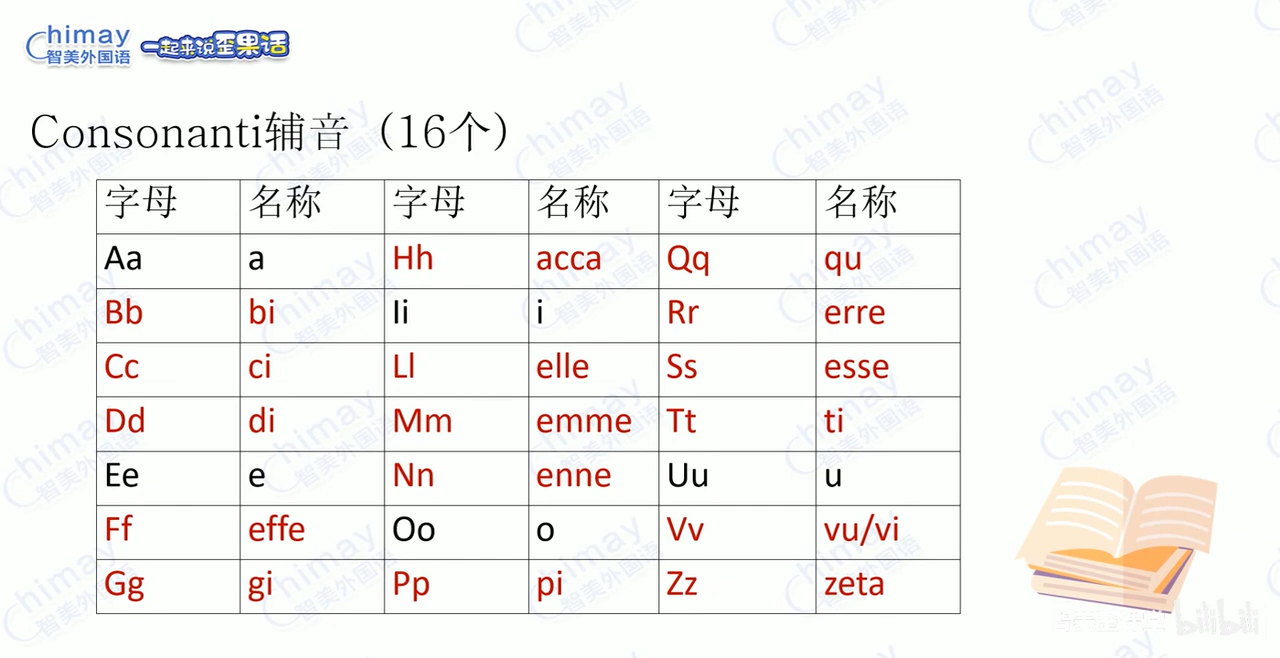 Chimay
智美外国语
一起来说歪果话
Consonanti辅音（16个）
字母 名称 字母 名称 字母 名称
Aa a Hh acca Qq qu
Bb bi Ii i Rr erre
Cc ci Ll elle Ss esse
Dd di Mm emme Tt ti
Ee e Nn enne Uu u
Ff effe Oo o Vv vu/vi
Gg gi Pp pi Zz zeta
bilibili